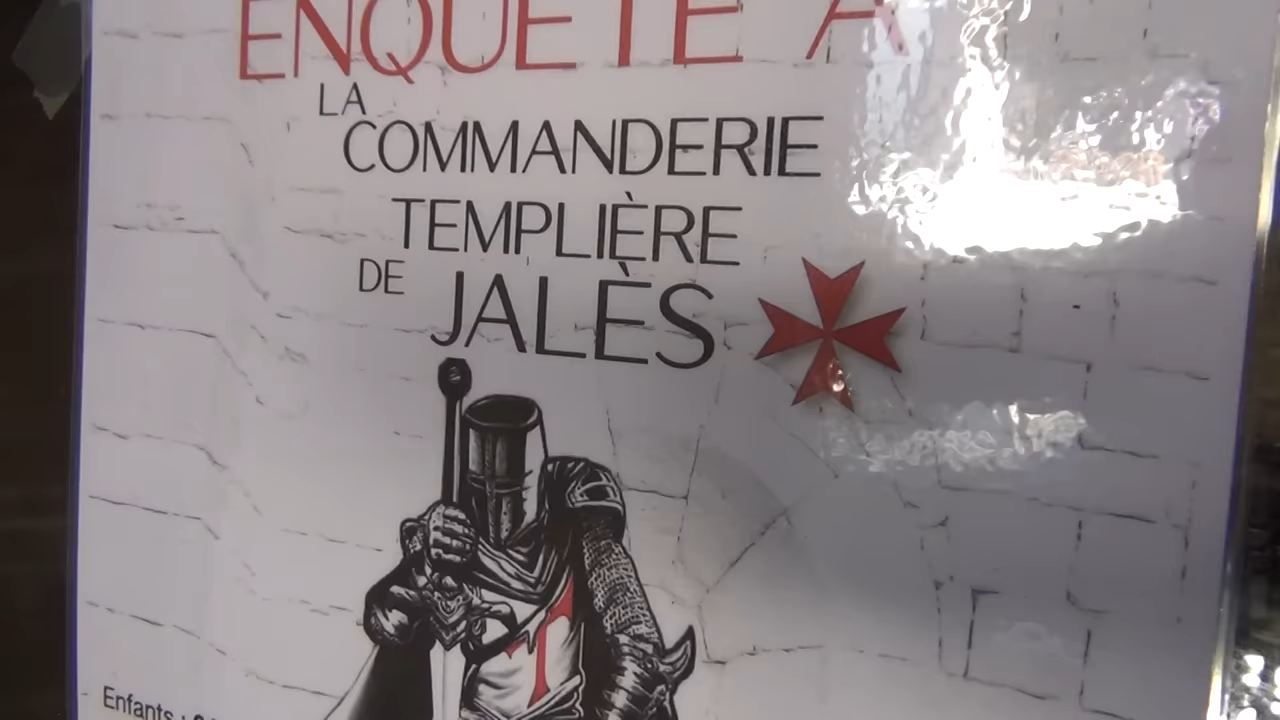 ENQUÊTE À
LA
COMMANDERIE
TEMPLIÈRE
DE JALÈS
Enfants :